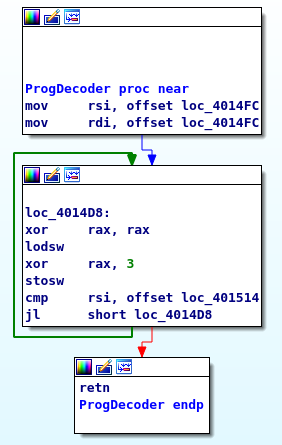 ProgDecoder proc near
mov rsi, offset loc_4014FC
mov rdi, offset loc_4014FC
loc_4014D8:
xor rax, rax
lodsw
xor rax, 3
stosw
cmp rsi, offset loc_401514
jl short loc_4014D8
retn
ProgDecoder endp